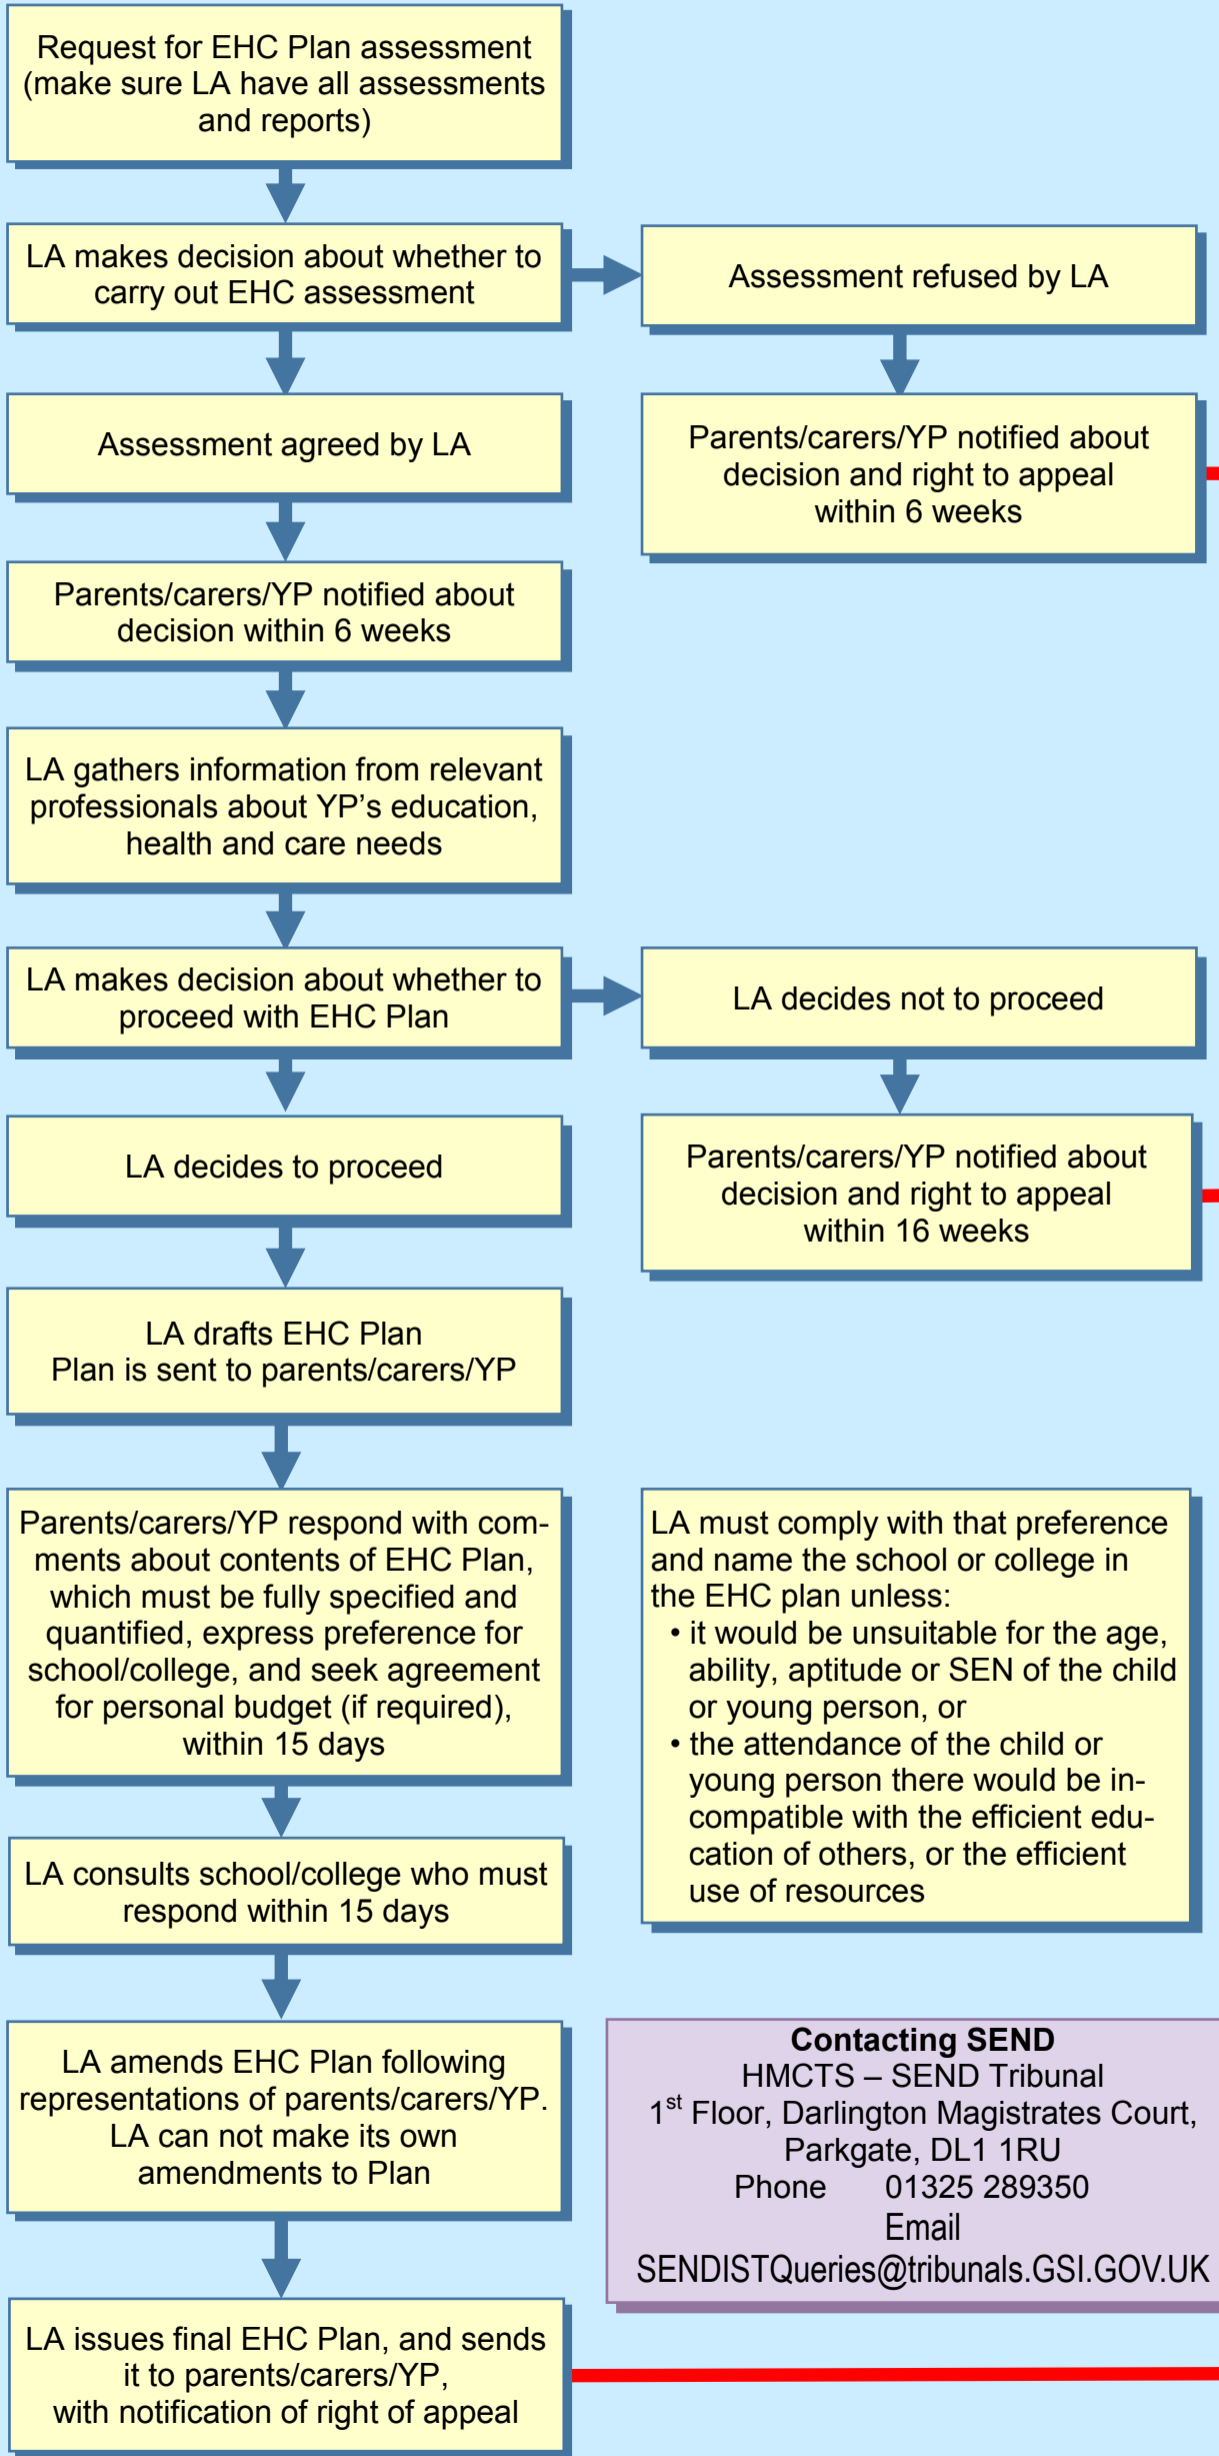 Request for EHC Plan assessment
(make sure LA have all assessments
and reports)
LA makes decision about whether to
carry out EHC assessment
Assessment refused by LA
Assessment agreed by LA
Parents/carers/YP notified about
decision and right to appeal
within 6 weeks
Parents/carers/YP notified about
decision within 6 weeks
LA gathers information from relevant
professionals about YP's education,
health and care needs
LA makes decision about whether to
proceed with EHC Plan
LA decides not to proceed
LA decides to proceed
Parents/carers/YP notified about
decision and right to appeal
within 16 weeks
LA drafts EHC Plan
Plan is sent to parents/carers/YP
Parents/carers/YP respond with com-
ments about contents of EHC Plan,
which must be fully specified and
quantified, express preference for
school/college, and seek agreement
for personal budget (if required),
within 15 days
LA must comply with that preference
and name the school or college in
the EHC plan unless:
• it would be unsuitable for the age,
ability, aptitude or SEN of the child
or young person, or
• the attendance of the child or
young person there would be in-
compatible with the efficient edu-
cation of others, or the efficient
use of resources
LA consults school/college who must
respond within 15 days
LA amends EHC Plan following
representations of parents/carers/YP.
LA can not make its own
amendments to Plan
Contacting SEND
HMCTS – SEND Tribunal
1st Floor, Darlington Magistrates Court,
Parkgate, DL1 1RU
Phone 01325 289350
Email
SENDISTQueries@tribunals.GSI.GOV.UK
LA issues final EHC Plan, and sends
it to parents/carers/YP,
with notification of right of appeal